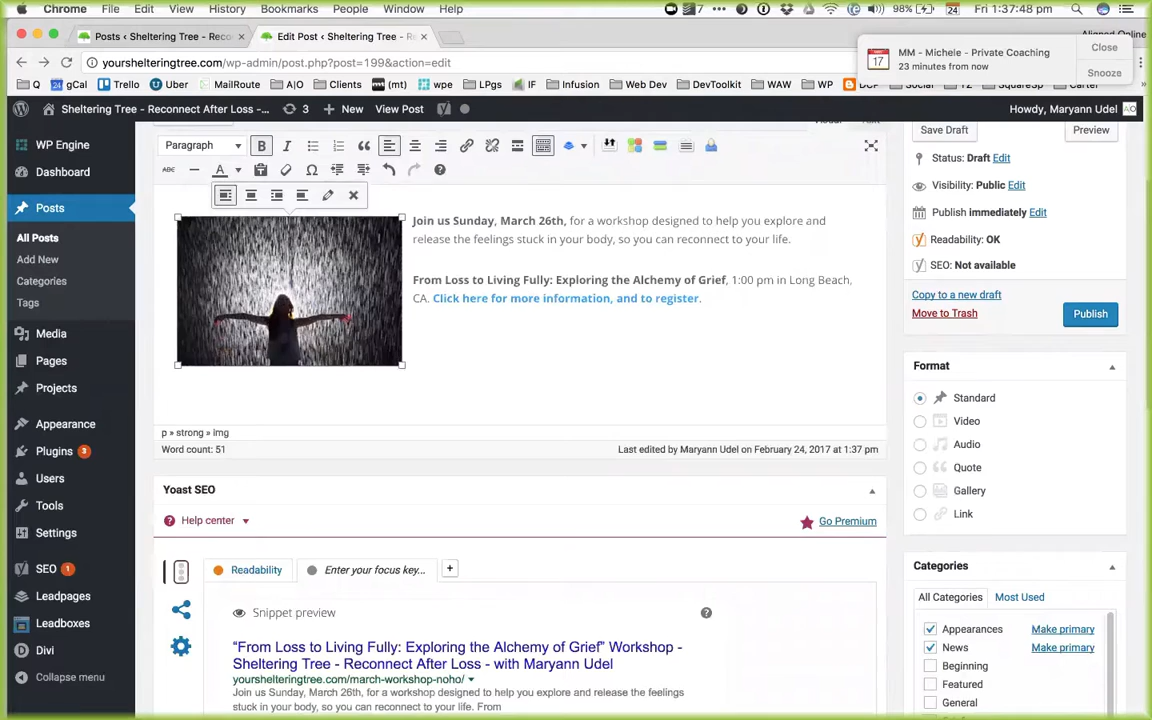 Chrome File Edit View History Bookmarks People Window Help
7 98% 24 Fri 1:37:48 pm
Posts ‹ Sheltering Tree - Reco
Edit Post ‹ Sheltering Tree - R
Aligned Online
yourshelteringtree.com/wp-admin/post.php?post=199&action=edit
Q gCal Trello Uber MailRoute A|O Clients (mt) wpe LPgs IF Infusion Web Dev DevToolkit WAW WP DCP Social TZ SquareSp Carter
17
MM - Michele - Private Coaching
23 minutes from now
Close
Snooze
Sheltering Tree - Reconnect After Loss -... 3 New View Post
Howdy, Maryann Udel
WP Engine
Dashboard
Posts
All Posts
Add New
Categories
Tags
Media
Pages
Projects
Appearance
Plugins 3
Users
Tools
Settings
SEO 1
Leadpages
Leadboxes
Divi
Collapse menu
Paragraph B I
ABC A
Join us Sunday, March 26th, for a workshop designed to help you explore and
release the feelings stuck in your body, so you can reconnect to your life.
From Loss to Living Fully: Exploring the Alchemy of Grief, 1:00 pm in Long Beach,
CA. Click here for more information, and to register.
p » strong » img
Word count: 51
Last edited by Maryann Udel on February 24, 2017 at 1:37 pm
Yoast SEO
Help center
Go Premium
Readability
Enter your focus key...
+
Snippet preview
“From Loss to Living Fully: Exploring the Alchemy of Grief” Workshop -
Sheltering Tree - Reconnect After Loss - with Maryann Udel
yourshelteringtree.com/march-workshop-noho/
Join us Sunday, March 26th, for a workshop designed to help you explore and release the feelings
stuck in your body, so you can reconnect to your life. From
Save Draft
Preview
Status: Draft Edit
Visibility: Public Edit
Publish immediately Edit
Readability: OK
SEO: Not available
Copy to a new draft
Move to Trash
Publish
Format
Standard
Video
Audio
Quote
Gallery
Link
Categories
All Categories
Most Used
Appearances Make primary
News Make primary
Beginning
Featured
General